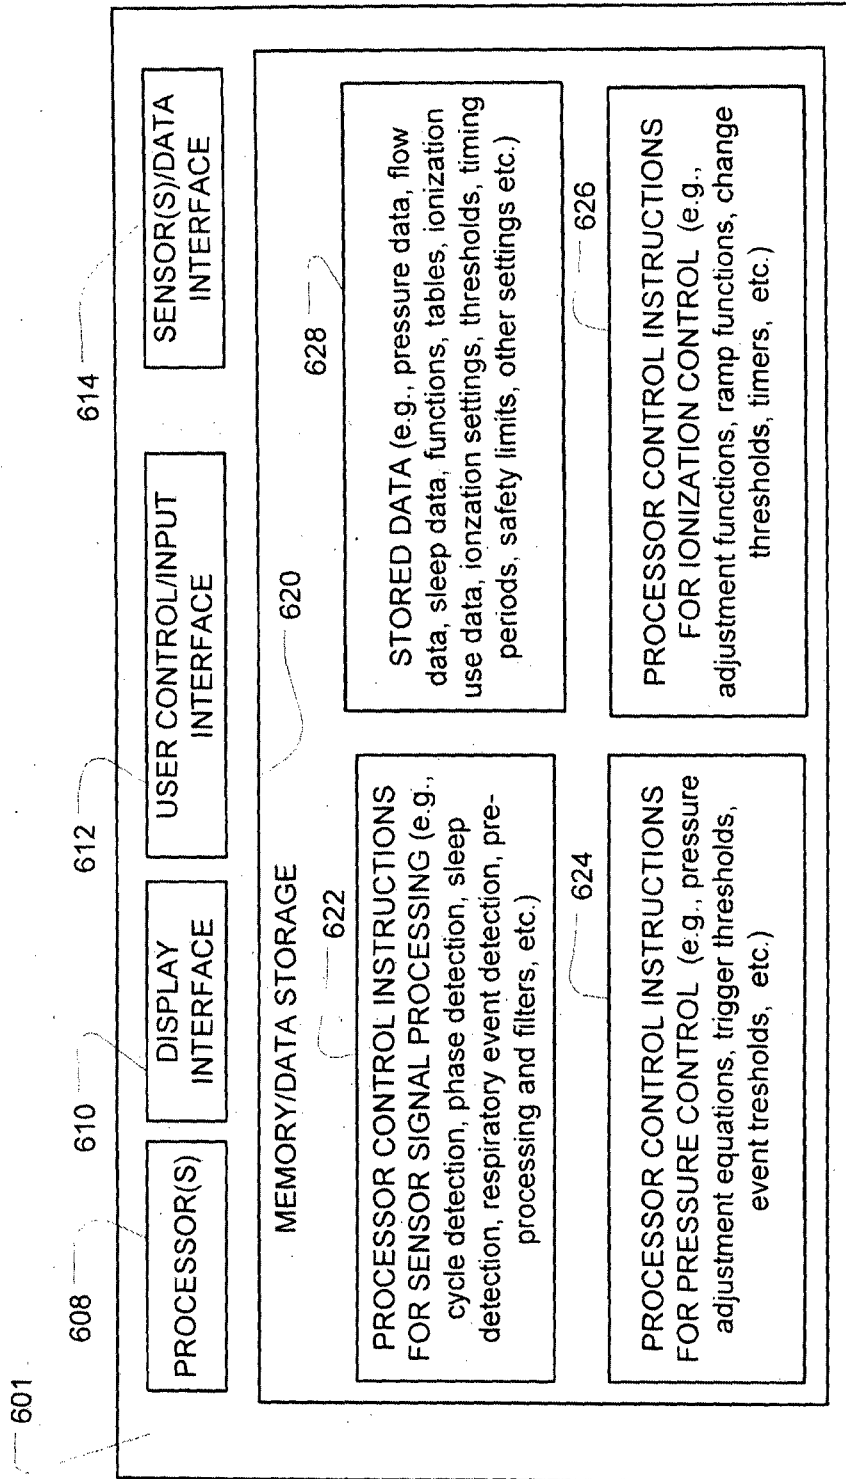 601
608
PROCESSOR(S)
610
DISPLAY
INTERFACE
612
USER CONTROL/INPUT
INTERFACE
614
SENSOR(S)/DATA
INTERFACE
MEMORY/DATA STORAGE
620
622
PROCESSOR CONTROL INSTRUCTIONS
FOR SENSOR SIGNAL PROCESSING (e.g.,
cycle detection, phase detection, sleep
detection, respiratory event detection, pre-
processing and filters, etc.)
628
STORED DATA (e.g., pressure data, flow
data, sleep data, functions, tables, ionization
use data, ionzation settings, thresholds, timing
periods, safety limits, other settings etc.)
624
PROCESSOR CONTROL INSTRUCTIONS
FOR PRESSURE CONTROL (e.g., pressure
adjustment equations, trigger thresholds,
event tresholds, etc.)
626
PROCESSOR CONTROL INSTRUCTIONS
FOR IONIZATION CONTROL (e.g.,
adjustment functions, ramp functions, change
thresholds, timers, etc.)